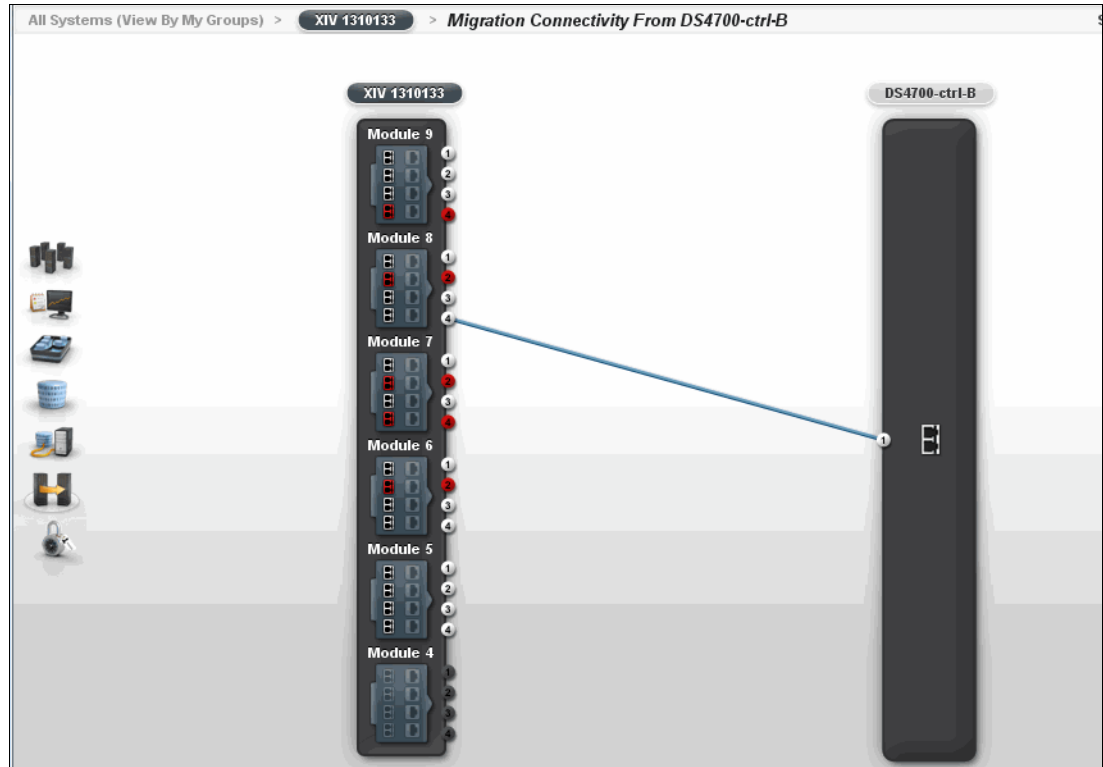 All Systems (View By My Groups) > XIV 1310133 > Migration Connectivity From DS4700-ctrl-B
XIV 1310133
DS4700-ctrl-B
Module 9
1
2
3
4
Module 8
1
2
3
4
Module 7
1
2
3
4
1
Module 6
1
2
3
4
Module 5
1
2
3
4
Module 4
1
2
3
4